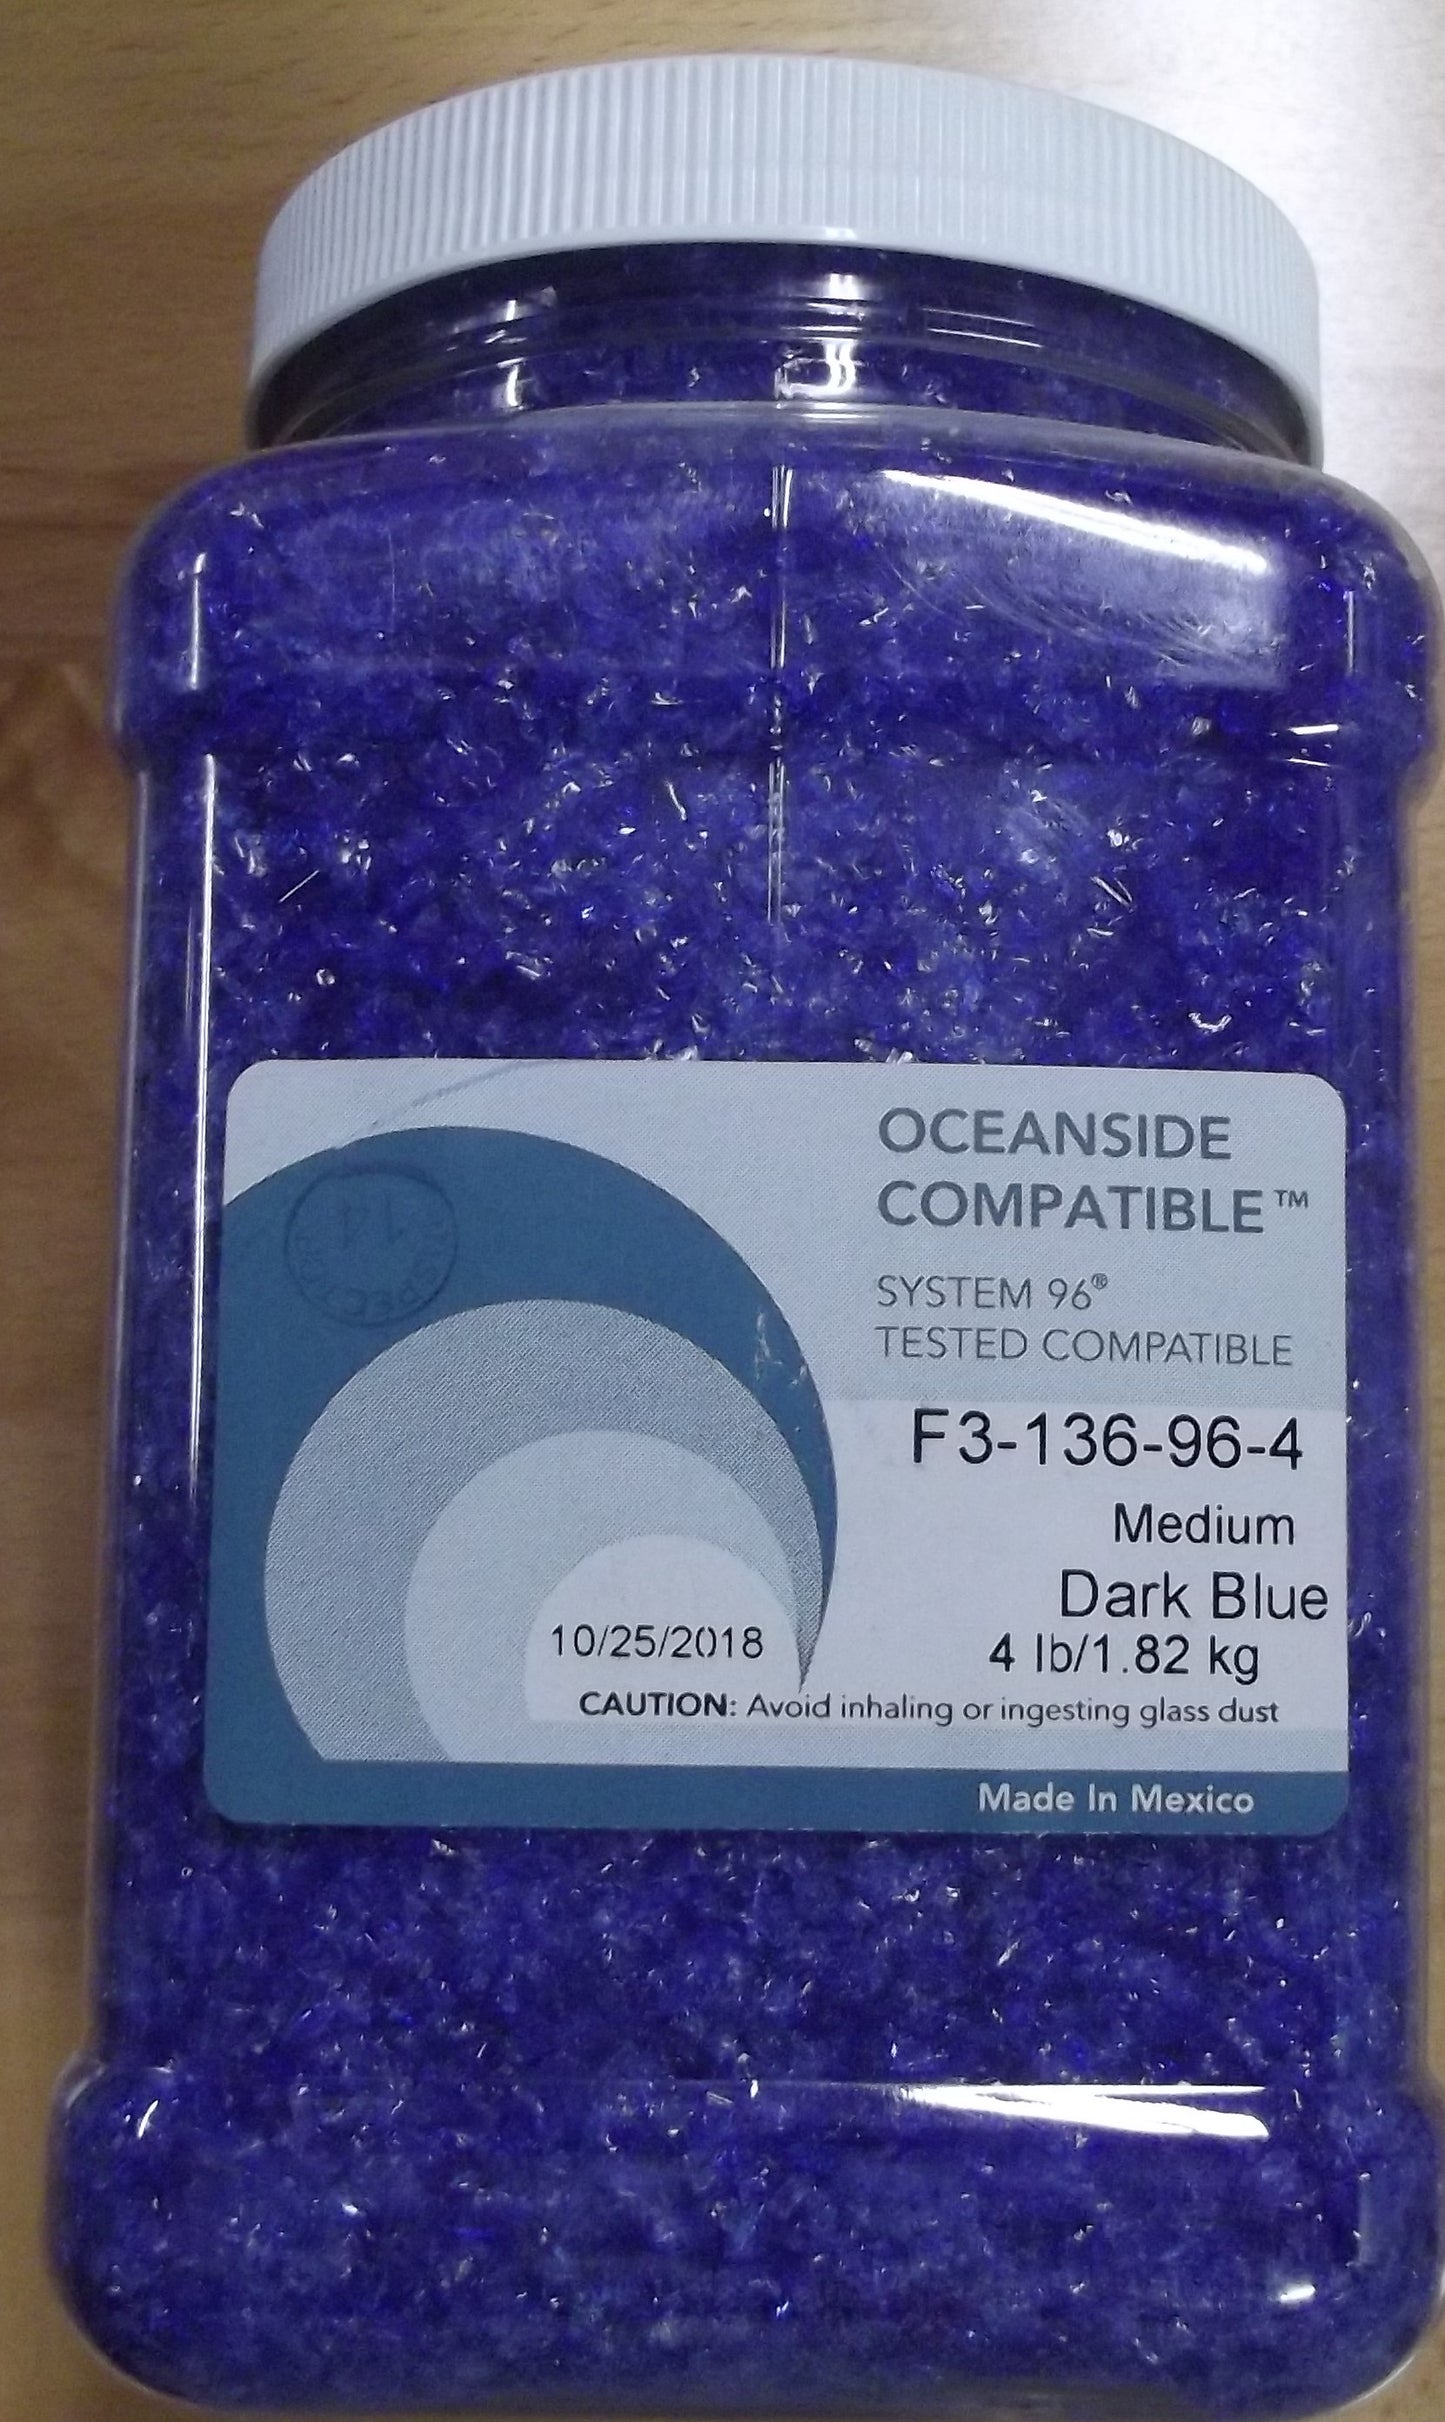 OCEANSIDE
COMPATIBLE™
SYSTEM 96®
TESTED COMPATIBLE
F3-136-96-4
Medium
Dark Blue
10/25/2018
4 lb/1.82 kg
CAUTION: Avoid inhaling or ingesting glass dust
Made In Mexico